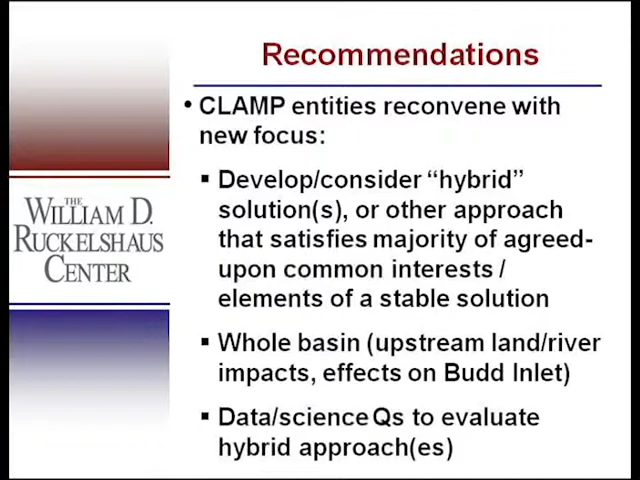 Recommendations
• CLAMP entities reconvene with
new focus:
▪ Develop/consider “hybrid”
solution(s), or other approach
that satisfies majority of agreed-
upon common interests /
elements of a stable solution
▪ Whole basin (upstream land/river
impacts, effects on Budd Inlet)
▪ Data/science Qs to evaluate
hybrid approach(es)
THE
WILLIAM D.
RUCKELSHAUS
CENTER